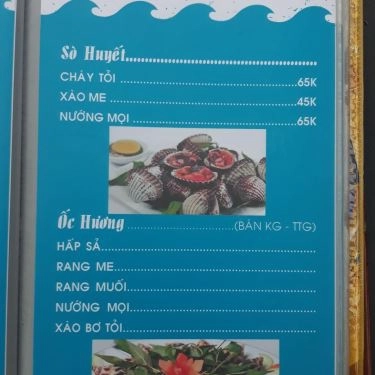 Sò Huyết
CHÁY TỎI 65K
XÀO ME 45K
NƯỚNG MỌI 65K
Ốc Hương (BÁN KG - TTG)
HẤP SẢ
RANG ME
RANG MUỐI
NƯỚNG MỌI
XÀO BƠ TỎI